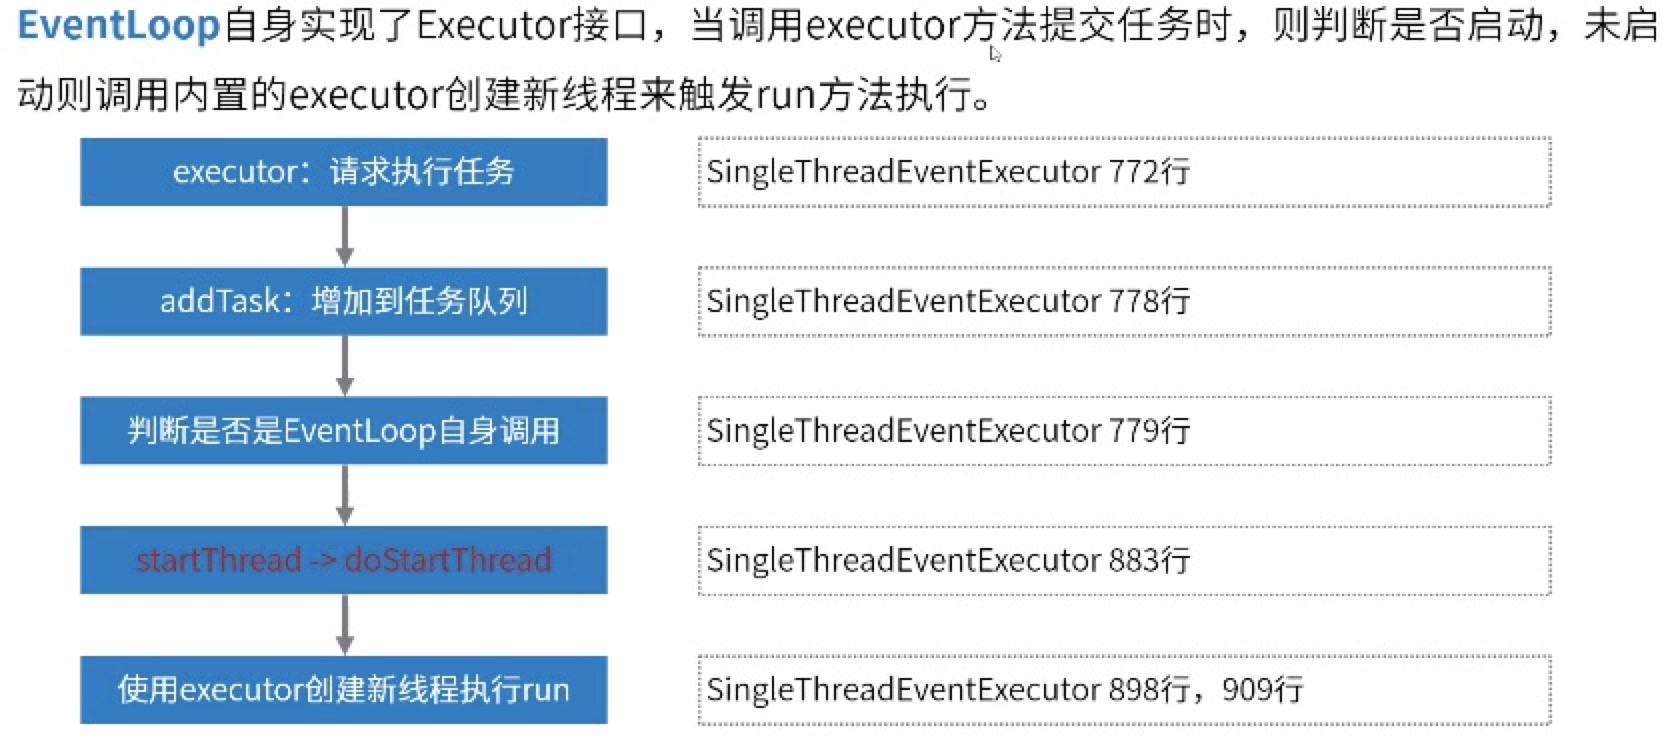 EventLoop自身实现了Executor接口，当调用executor方法提交任务时，则判断是否启动，未启
动则调用内置的executor创建新线程来触发run方法执行。
executor：请求执行任务
SingleThreadEventExecutor 772行
addTask：增加到任务队列
SingleThreadEventExecutor 778行
判断是否是EventLoop自身调用
SingleThreadEventExecutor 779行
startThread -> doStartThread
SingleThreadEventExecutor 883行
使用executor创建新线程执行run
SingleThreadEventExecutor 898行，909行